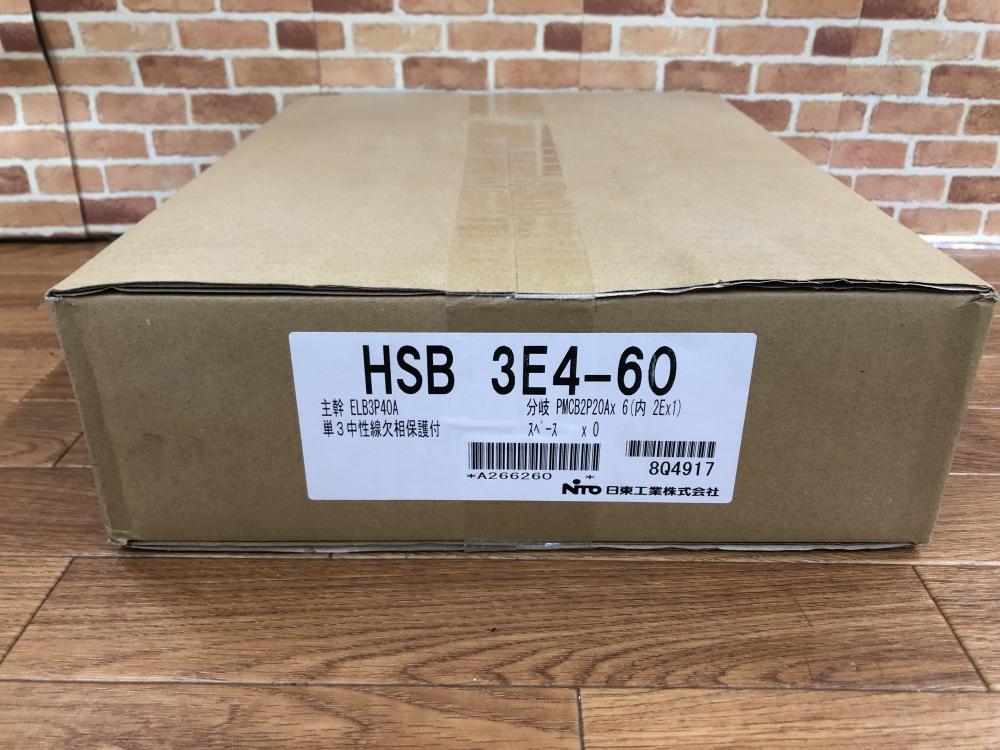 HSB 3E4-60
主幹 ELB3P40A 分岐 PMCB2P20Ax 6(内 2Ex1)
単3中性線欠相保護付 ｽﾍﾟｰｽ x 0
*A266260 *
8Q4917
NITO 日東工業株式会社